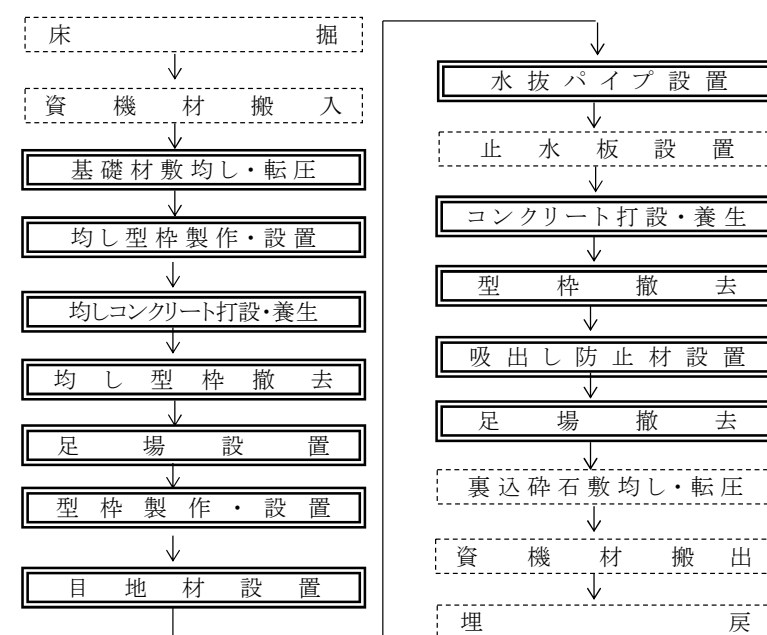 床掘
資機材搬入
基礎材敷均し・転圧
均し型枠製作・設置
均しコンクリート打設・養生
均し型枠撤去
足場設置
型枠製作・設置
目地材設置
水抜パイプ設置
止水板設置
コンクリート打設・養生
型枠撤去
吸出し防止材設置
足場撤去
裏込砕石敷均し・転圧
資機材搬出
埋戻